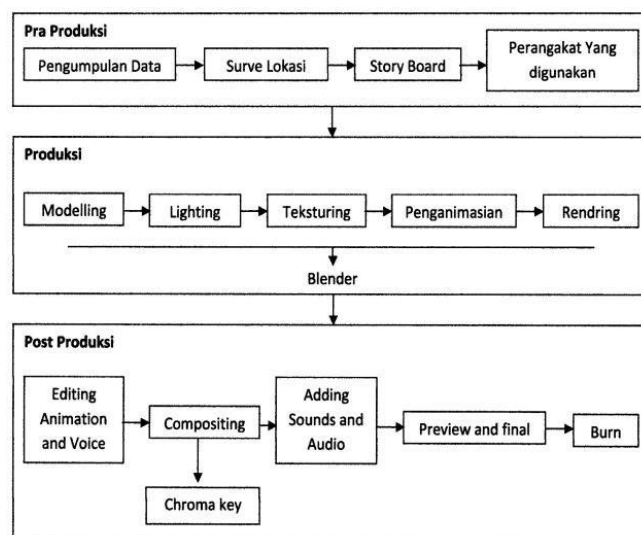 Pra Produksi
Pengumpulan Data
Surve Lokasi
Story Board
Perangakat Yang
digunakan
Produksi
Modelling
Lighting
Teksturing
Penganimasian
Rendring
Blender
Post Produksi
Editing
Animation
and Voice
Compositing
Adding
Sounds and
Audio
Preview and final
Burn
Chroma key